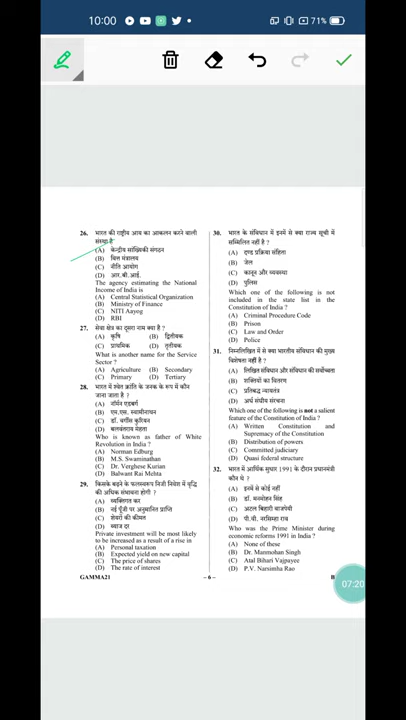 10:00
71%
26. भारत की राष्ट्रीय आय का आकलन करने वाली
संस्था है
(A) केन्द्रीय सांख्यिकी संगठन
(B) वित्त मंत्रालय
(C) नीति आयोग
(D) आर.बी.आई.
The agency estimating the National
Income of India is
(A) Central Statistical Organization
(B) Ministry of Finance
(C) NITI Aayog
(D) RBI
27. सेवा क्षेत्र का दूसरा नाम क्या है ?
(A) कृषि (B) द्वितीयक
(C) प्राथमिक (D) तृतीयक
What is another name for the Service
Sector ?
(A) Agriculture (B) Secondary
(C) Primary (D) Tertiary
28. भारत में श्वेत क्रांति के जनक के रूप में कौन
जाना जाता है ?
(A) नॉर्मन एडबर्ग
(B) एम.एस. स्वामीनाथन
(C) डॉ. वर्गीस कुरियन
(D) बलवंतराय मेहता
Who is known as father of White
Revolution in India ?
(A) Norman Edburg
(B) M.S. Swaminathan
(C) Dr. Verghese Kurian
(D) Balwant Rai Mehta
29. किसके बढ़ने के फलस्वरूप निजी निवेश में वृद्धि
की अधिक संभावना होगी ?
(A) व्यक्तिगत कर
(B) नई पूँजी पर अनुमानित प्राप्ति
(C) शेयरों की कीमत
(D) ब्याज दर
Private investment will be most likely
to be increased as a result of a rise in
(A) Personal taxation
(B) Expected yield on new capital
(C) The price of shares
(D) The rate of interest
30. भारत के संविधान में इनमें से क्या राज्य सूची में
सम्मिलित नहीं है ?
(A) दण्ड प्रक्रिया संहिता
(B) जेल
(C) कानून और व्यवस्था
(D) पुलिस
Which one of the following is not
included in the state list in the
Constitution of India ?
(A) Criminal Procedure Code
(B) Prison
(C) Law and Order
(D) Police
31. निम्नलिखित में से क्या भारतीय संविधान की मुख्य
विशेषता नहीं है ?
(A) लिखित संविधान और संविधान की सर्वोच्चता
(B) शक्तियों का वितरण
(C) प्रतिबद्ध न्यायतंत्र
(D) अर्ध संघीय संरचना
Which one of the following is not a salient
feature of the Constitution of India ?
(A) Written Constitution and
Supremacy of the Constitution
(B) Distribution of powers
(C) Committed judiciary
(D) Quasi federal structure
32. भारत में आर्थिक सुधार 1991 के दौरान प्रधानमंत्री
कौन थे ?
(A) इनमें से कोई नहीं
(B) डॉ. मनमोहन सिंह
(C) अटल बिहारी वाजपेयी
(D) पी.वी. नरसिम्हा राव
Who was the Prime Minister during
economic reforms 1991 in India ?
(A) None of these
(B) Dr. Manmohan Singh
(C) Atal Bihari Vajpayee
(D) P.V. Narsimha Rao
GAMMA21 – 6 – B
07:20